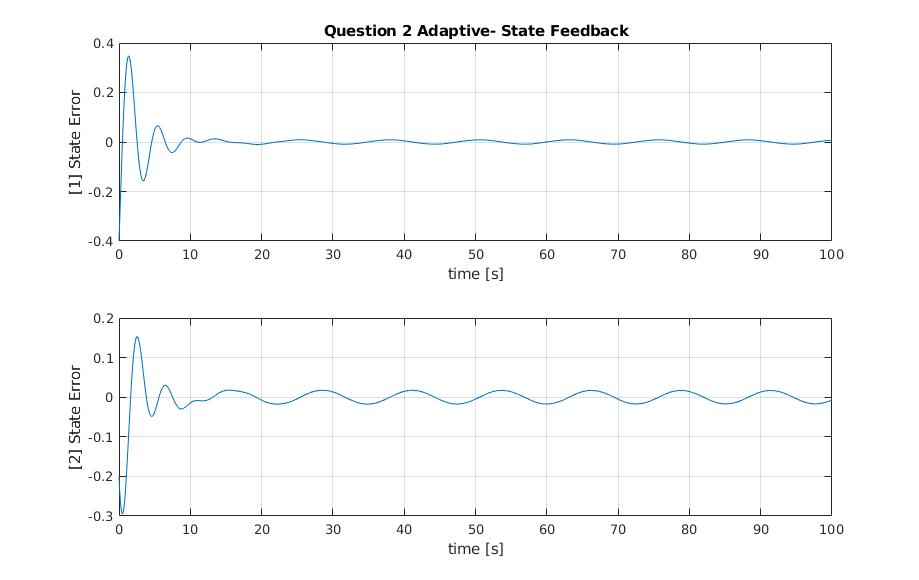 Question 2 Adaptive- State Feedback
0.4
0.2
0
-0.2
-0.4
[1] State Error
0 10 20 30 40 50 60 70 80 90 100
time [s]
0.2
0.1
0
-0.1
-0.2
-0.3
[2] State Error
0 10 20 30 40 50 60 70 80 90 100
time [s]